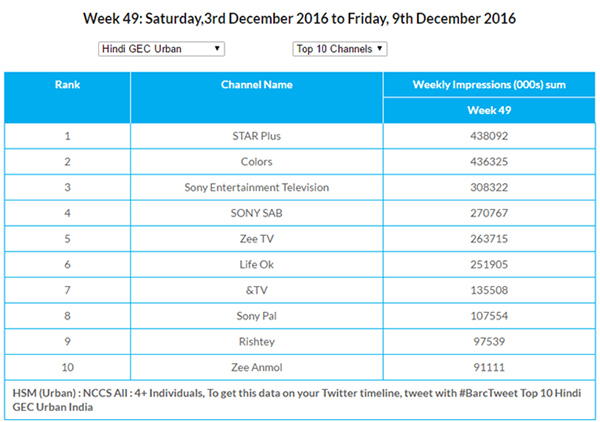 Week 49: Saturday,3rd December 2016 to Friday, 9th December 2016
Hindi GEC Urban Top 10 Channels
Rank Channel Name Weekly Impressions (000s) sum
Week 49
1 STAR Plus 438092
2 Colors 436325
3 Sony Entertainment Television 308322
4 SONY SAB 270767
5 Zee TV 263715
6 Life Ok 251905
7 &TV 135508
8 Sony Pal 107554
9 Rishtey 97539
10 Zee Anmol 91111
HSM (Urban) : NCCS All : 4+ Individuals, To get this data on your Twitter timeline, tweet with #BarcTweet Top 10 Hindi
GEC Urban India